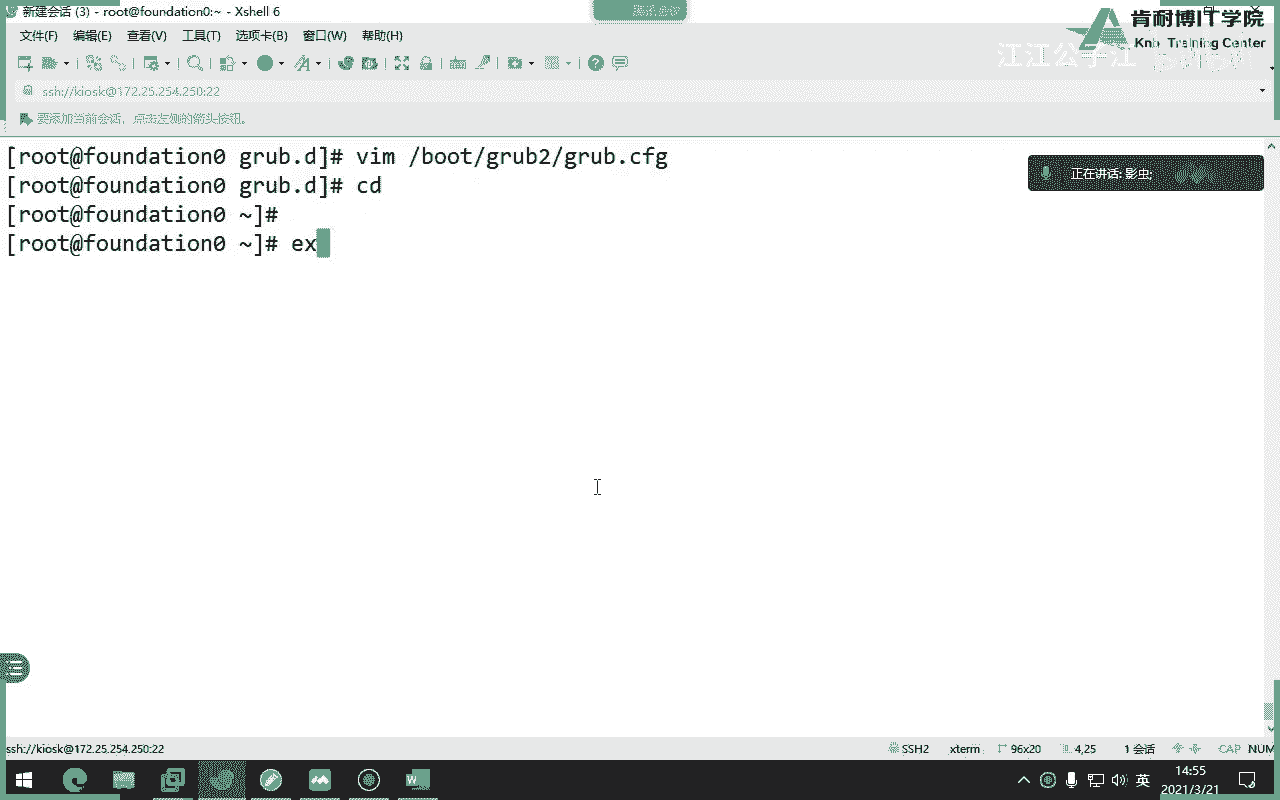 新建会话 (3) - root@foundation0:~ - Xshell 6
肯耐博IT学院
Knb Training Center
江江公子江
文件(F) 编辑(E) 查看(V) 工具(T) 选项卡(B) 窗口(W) 帮助(H)
ssh://kiosk@172.25.254.250:22
要添加当前会话，点击左侧的箭头按钮。
[root@foundation0 grub.d]# vim /boot/grub2/grub.cfg
正在讲话: 影虫;
[root@foundation0 grub.d]# cd
[root@foundation0 ~]#
[root@foundation0 ~]# ex
ssh://kiosk@172.25.254.250:22 SSH2 xterm 96x20 4,25 1 会话 CAP NUM
英 14:55
2021/3/21